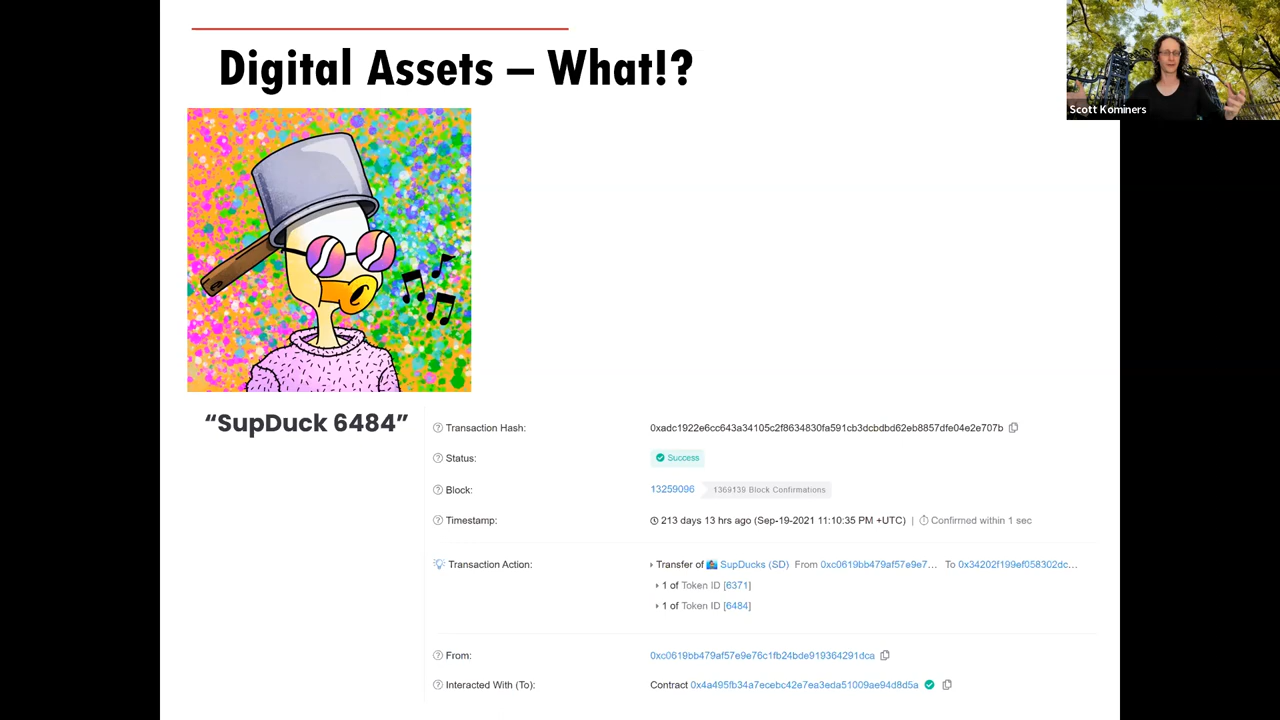 Digital Assets – What!?
Scott Kominers
“SupDuck 6484”
Transaction Hash: 0xadc1922e6cc643a34105c2f8634830fa591cb3dcbdbd62eb8857dfe04e2e707b
Status: Success
Block: 13259096 1369139 Block Confirmations
Timestamp: 213 days 13 hrs ago (Sep-19-2021 11:10:35 PM +UTC) | Confirmed within 1 sec
Transaction Action: Transfer of SupDucks (SD) From 0xc0619bb479af57e9e7... To 0x34202f199ef058302dc...
1 of Token ID [6371]
1 of Token ID [6484]
From: 0xc0619bb479af57e9e76c1fb24bde919364291dca
Interacted With (To): Contract 0x4a495fb34a7ecebc42e7ea3eda51009ae94d8d5a